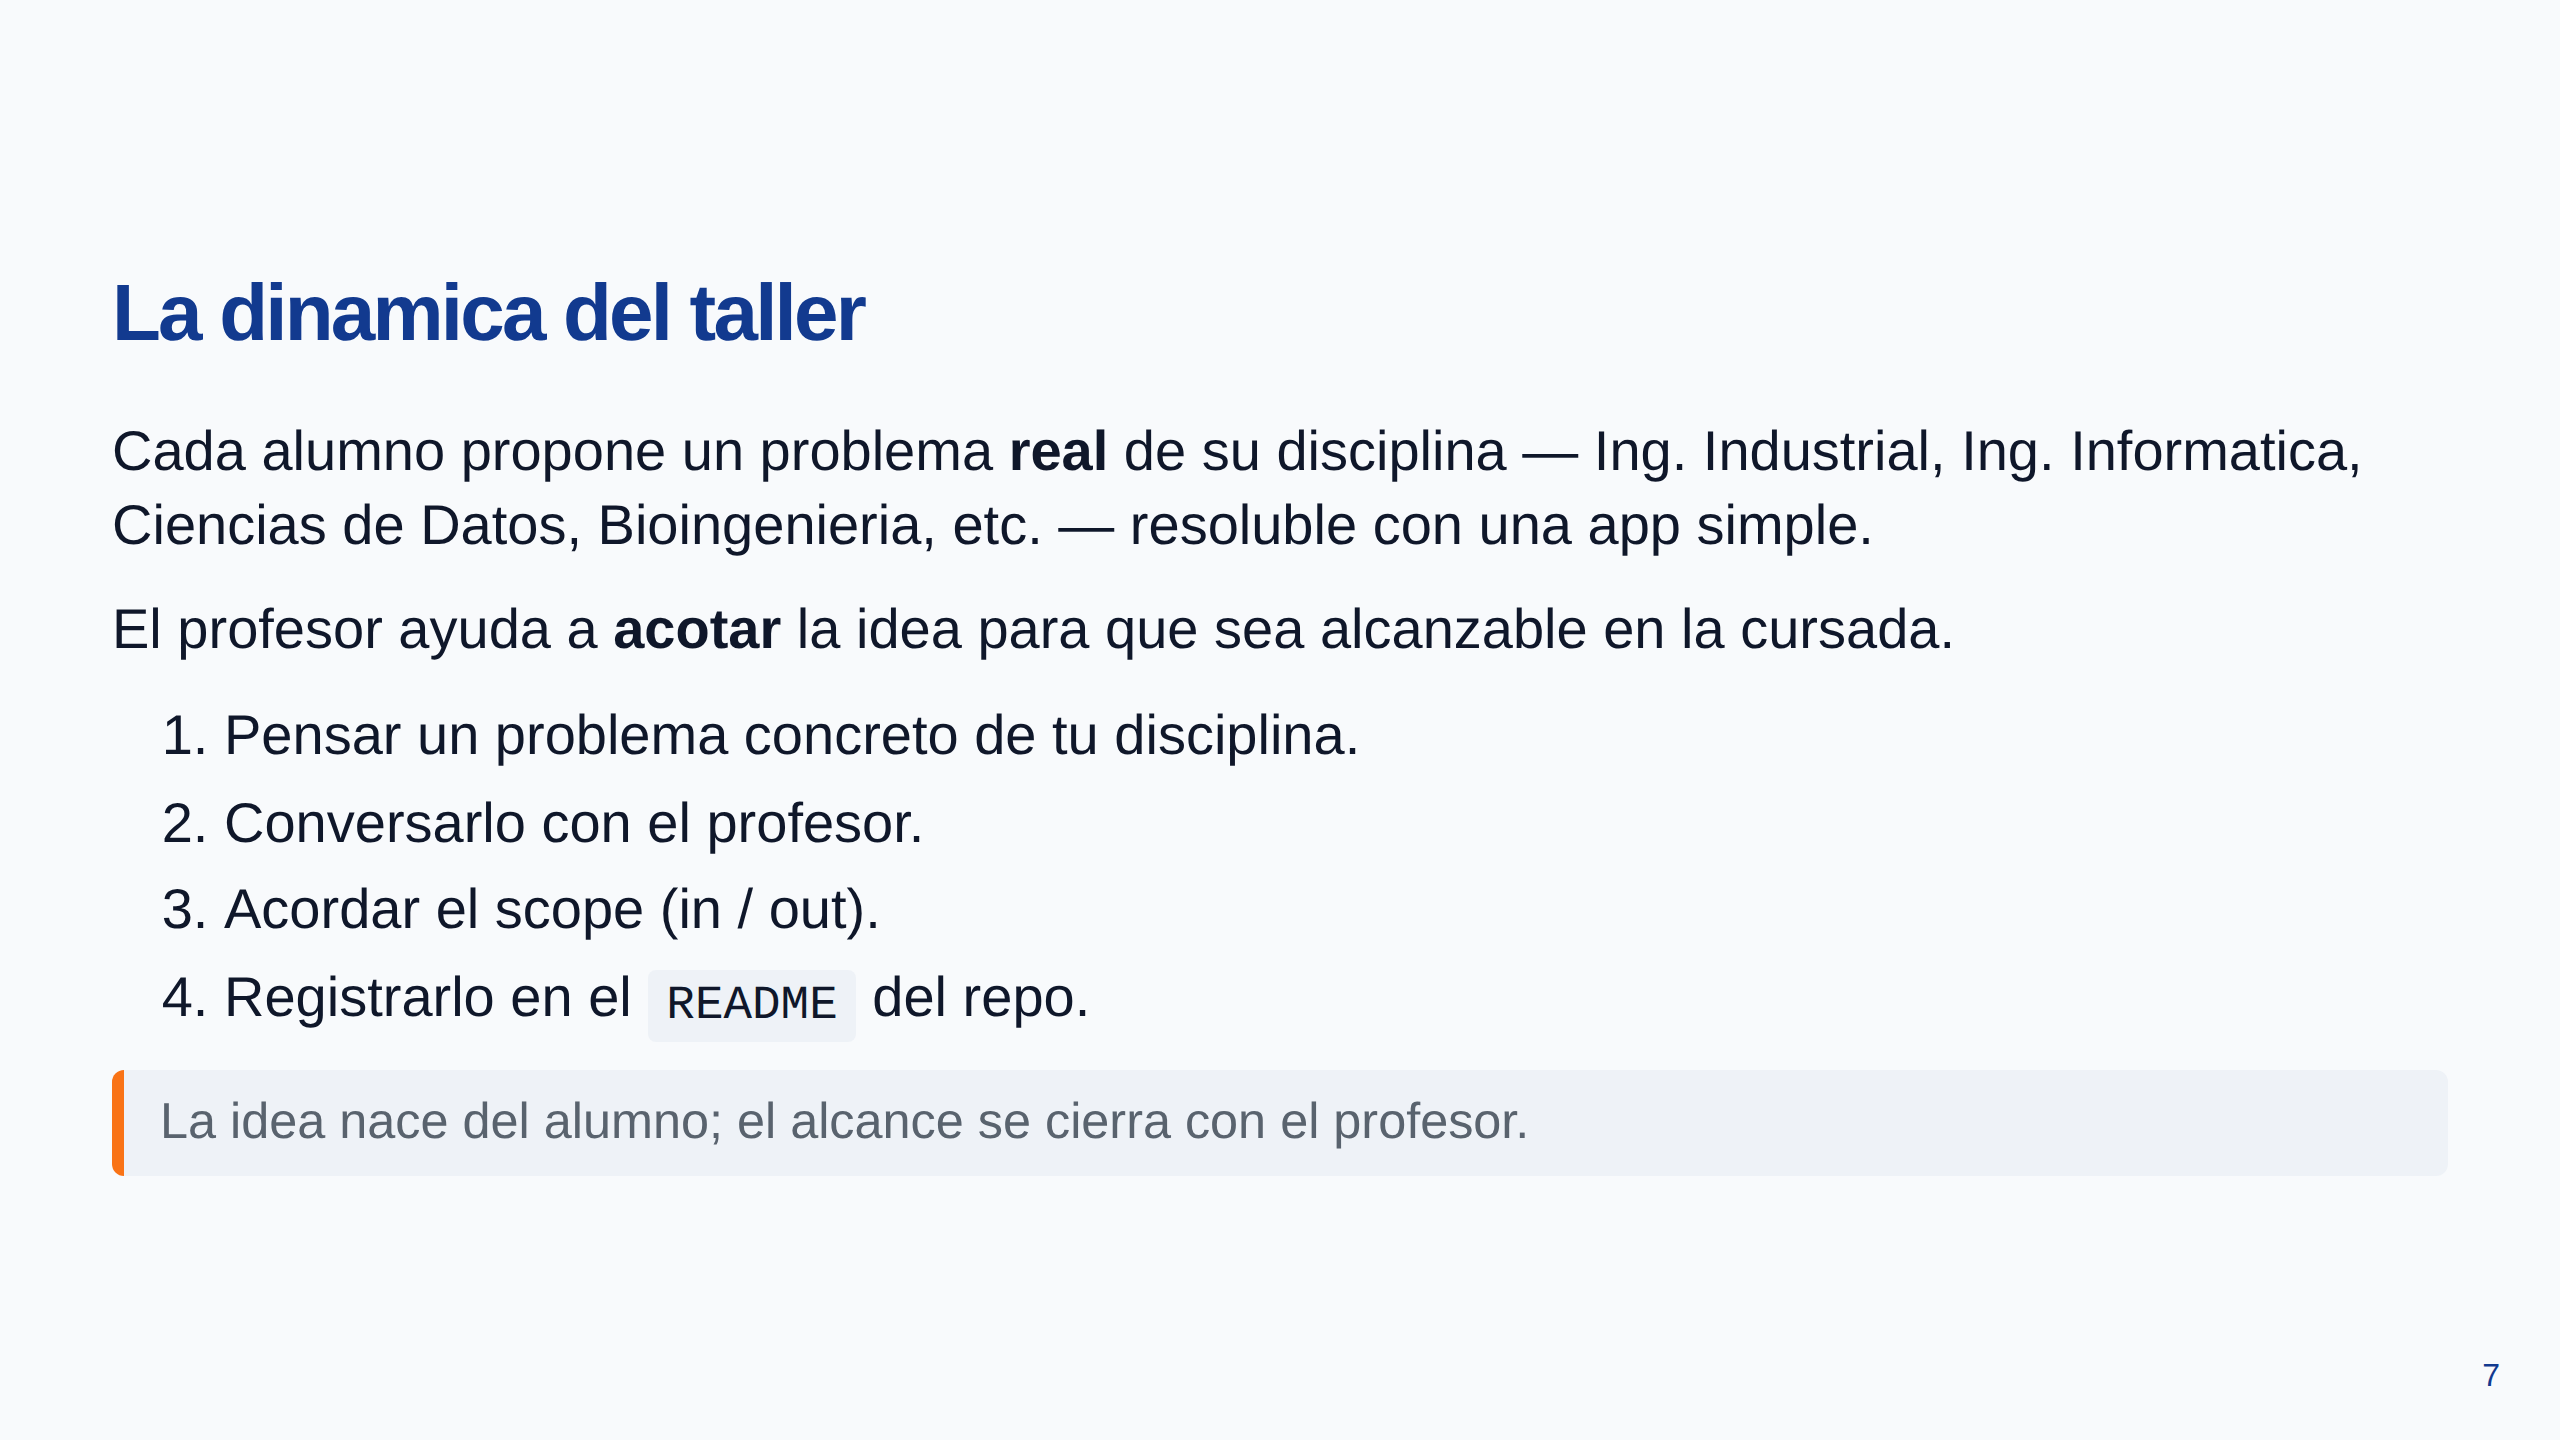 La dinamica del taller
Cada alumno propone un problema real de su disciplina — Ing. Industrial, Ing. Informatica,
Ciencias de Datos, Bioingenieria, etc. — resoluble con una app simple.
El profesor ayuda a acotar la idea para que sea alcanzable en la cursada.
1. Pensar un problema concreto de tu disciplina.
2. Conversarlo con el profesor.
3. Acordar el scope (in / out).
4. Registrarlo en el README del repo.
La idea nace del alumno; el alcance se cierra con el profesor.
7